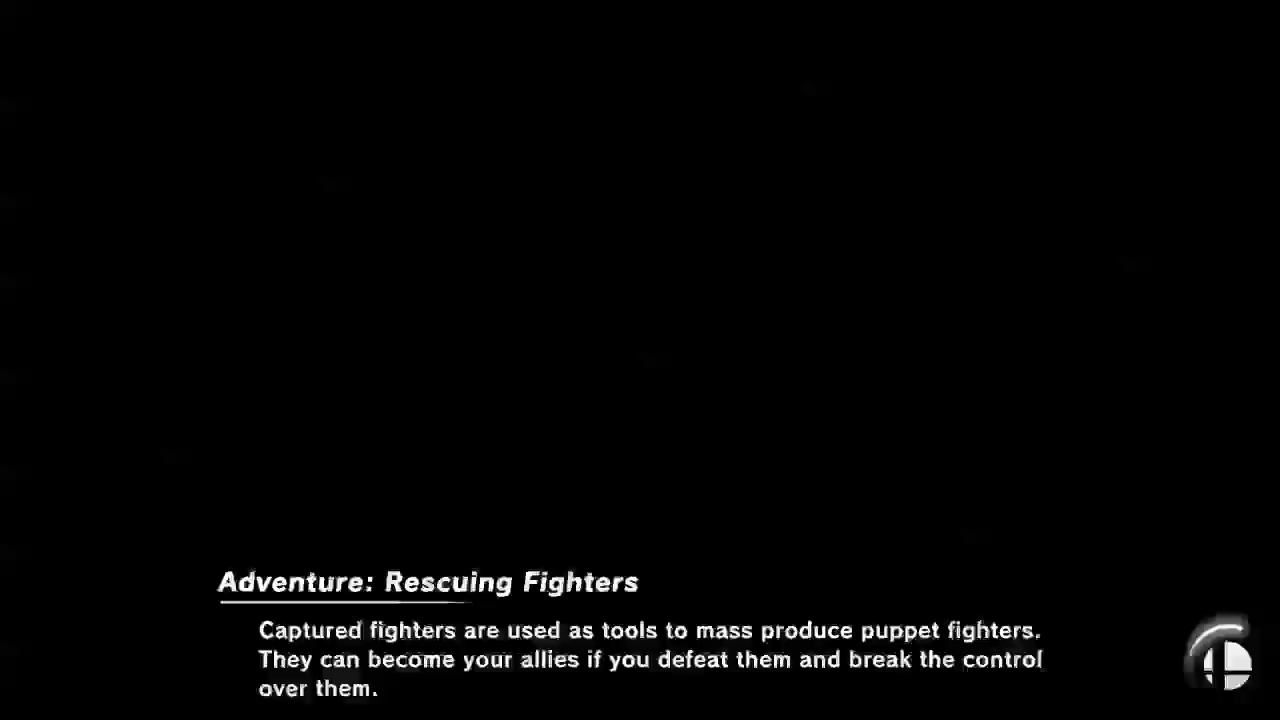 Adventure: Rescuing Fighters
Captured fighters are used as tools to mass produce puppet fighters.
They can become your allies if you defeat them and break the control
over them.